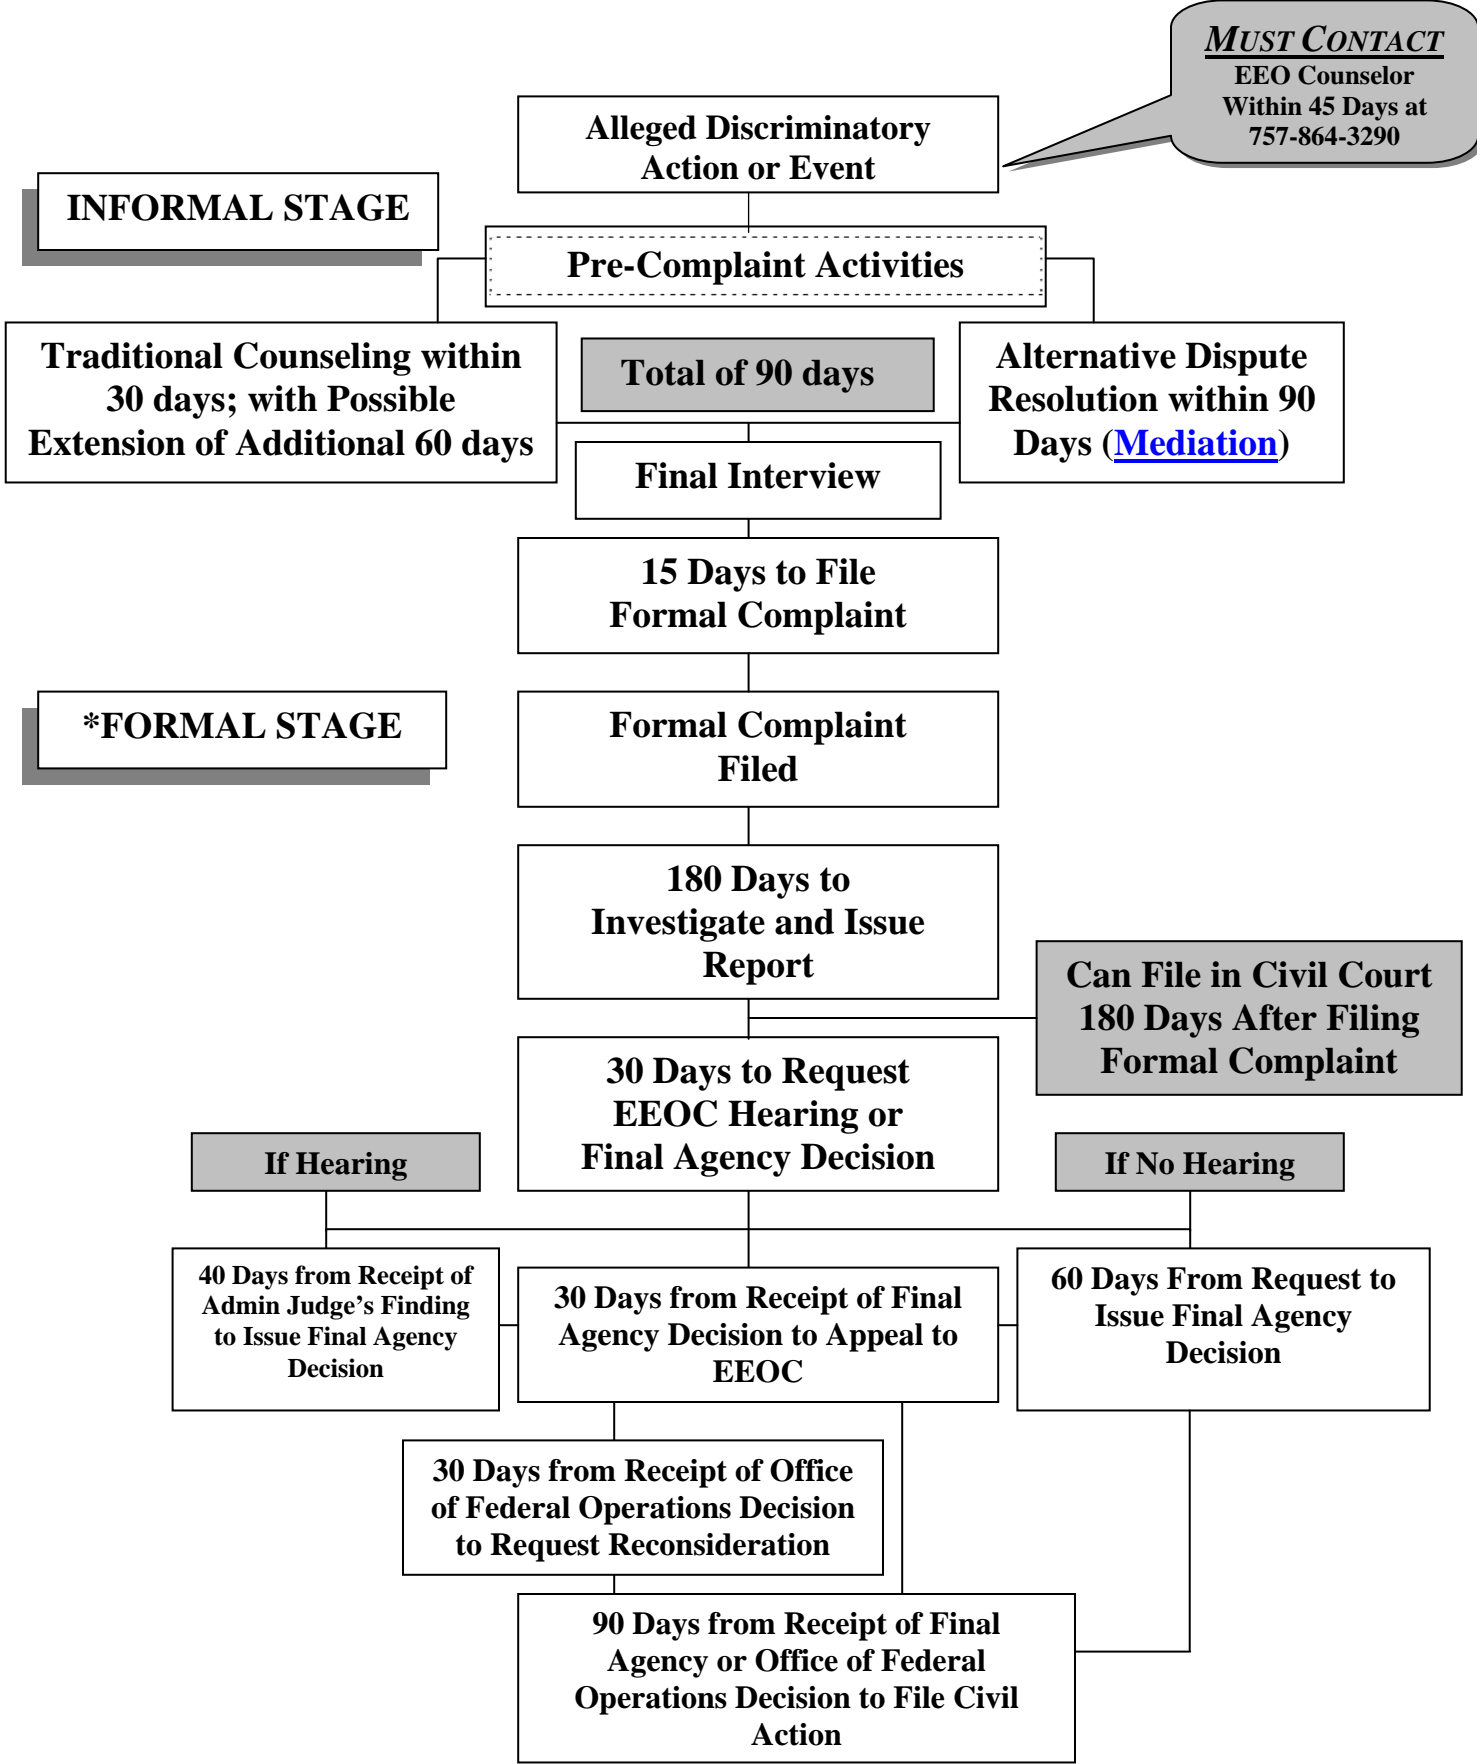 MUST CONTACT
EEO Counselor
Within 45 Days at
757-864-3290
Alleged Discriminatory
Action or Event
INFORMAL STAGE
Pre-Complaint Activities
Traditional Counseling within
30 days; with Possible
Extension of Additional 60 days
Total of 90 days
Alternative Dispute
Resolution within 90
Days (Mediation)
Final Interview
15 Days to File
Formal Complaint
*FORMAL STAGE
Formal Complaint
Filed
180 Days to
Investigate and Issue
Report
Can File in Civil Court
180 Days After Filing
Formal Complaint
30 Days to Request
EEOC Hearing or
Final Agency Decision
If Hearing
If No Hearing
40 Days from Receipt of
Admin Judge's Finding
to Issue Final Agency
Decision
30 Days from Receipt of Final
Agency Decision to Appeal to
EEOC
60 Days From Request to
Issue Final Agency
Decision
30 Days from Receipt of Office
of Federal Operations Decision
to Request Reconsideration
90 Days from Receipt of Final
Agency or Office of Federal
Operations Decision to File Civil
Action